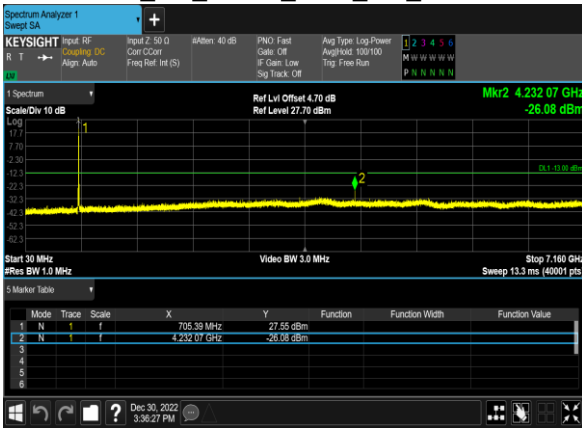 Spectrum Analyzer 1
Swept SA
+
KEYSIGHT Input: RF Input Z: 50 Ω #Atten: 40 dB PNO: Fast Avg Type: Log-Power 1 2 3 4 5 6
R T Coupling: DC Corr CCorr Gate: Off Avg|Hold: 100/100 M W W W W W
Align: Auto Freq Ref: Int (S) IF Gain: Low Trig: Free Run
LU Sig Track: Off P N N N N N
1 Spectrum Ref Lvl Offset 4.70 dB Mkr2 4.232 07 GHz
Scale/Div 10 dB Ref Level 27.70 dBm -26.08 dBm
Log
17.7
7.70
-2.30
-12.3 DL1 -13.00 dBm
-22.3
-32.3
-42.3
-52.3
-62.3
1
2
Start 30 MHz Video BW 3.0 MHz Stop 7.160 GHz
#Res BW 1.0 MHz Sweep 13.3 ms (40001 pts)
5 Marker Table
Mode Trace Scale X Y Function Function Width Function Value
1 N 1 f 705.39 MHz 27.55 dBm
2 N 1 f 4.232 07 GHz -26.08 dBm
3
4
5
6
? Dec 30, 2022
3:36:27 PM